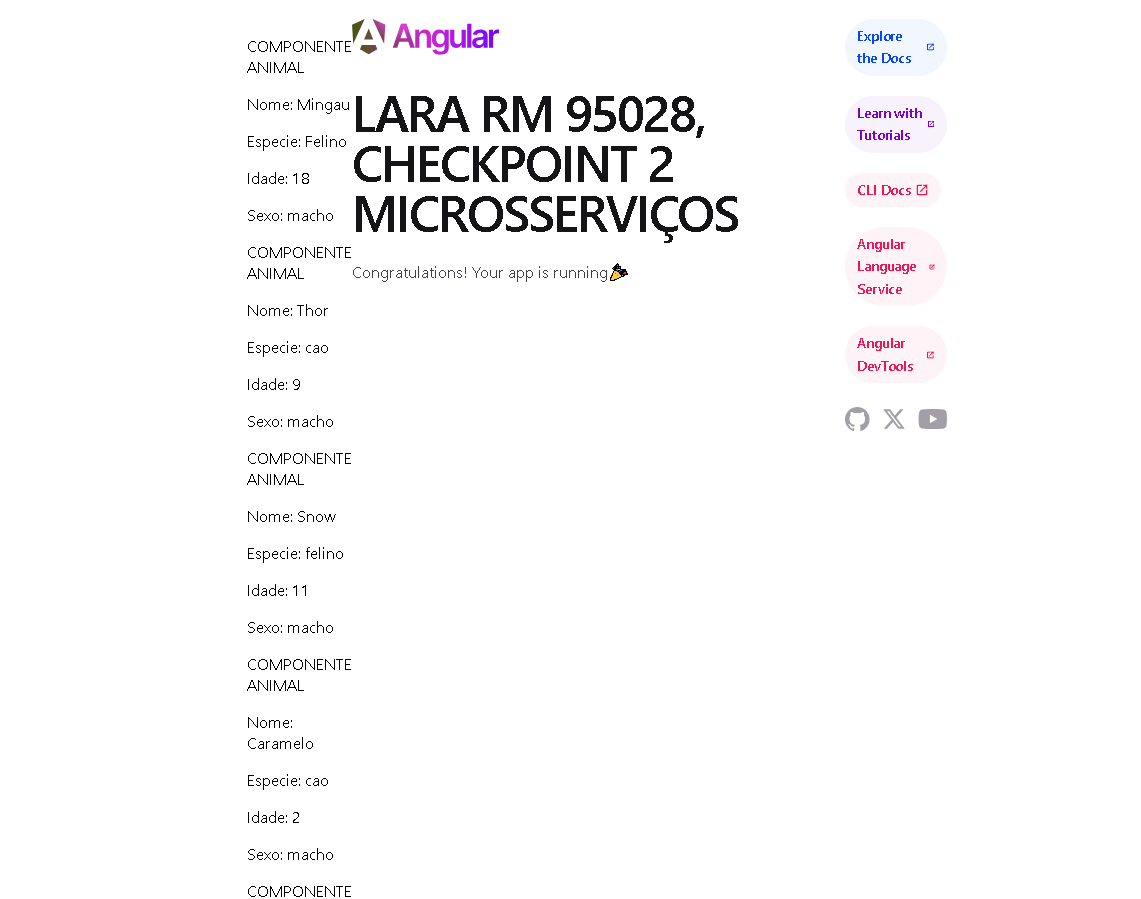 COMPONENTE
ANIMAL
Nome: Mingau
Especie: Felino
Idade: 18
Sexo: macho
COMPONENTE
ANIMAL
Nome: Thor
Especie: cao
Idade: 9
Sexo: macho
COMPONENTE
ANIMAL
Nome: Snow
Especie: felino
Idade: 11
Sexo: macho
COMPONENTE
ANIMAL
Nome:
Caramelo
Especie: cao
Idade: 2
Sexo: macho
COMPONENTE
Angular
LARA RM 95028,
CHECKPOINT 2
MICROSSERVIÇOS
Congratulations! Your app is running🎉
Explore
the Docs
Learn with
Tutorials
CLI Docs
Angular
Language
Service
Angular
DevTools